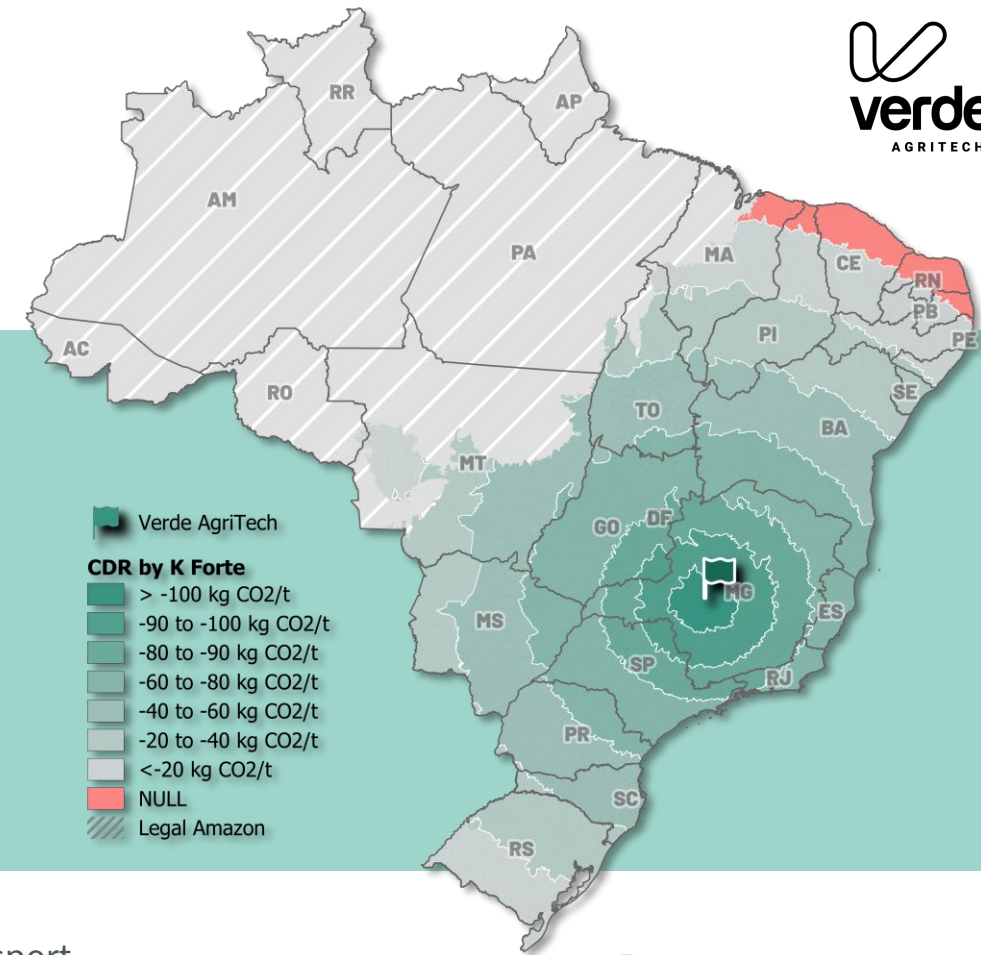 verde
AGRITECH
RR
AP
AM
PA
MA
CE
RN
PB
PE
PI
AC
RO
TO
SE
BA
MT
GO
DF
MG
ES
MS
SP
RJ
PR
SC
RS
Verde AgriTech
CDR by K Forte
> -100 kg CO2/t
-90 to -100 kg CO2/t
-80 to -90 kg CO2/t
-60 to -80 kg CO2/t
-40 to -60 kg CO2/t
-20 to -40 kg CO2/t
<-20 kg CO2/t
NULL
Legal Amazon